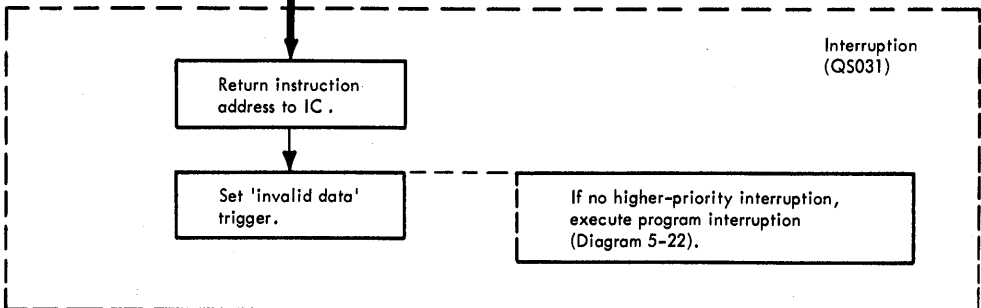 Interruption
(QS031)
Return instruction
address to IC .
Set 'invalid data'
trigger.
If no higher-priority interruption,
execute program interruption
(Diagram 5-22).